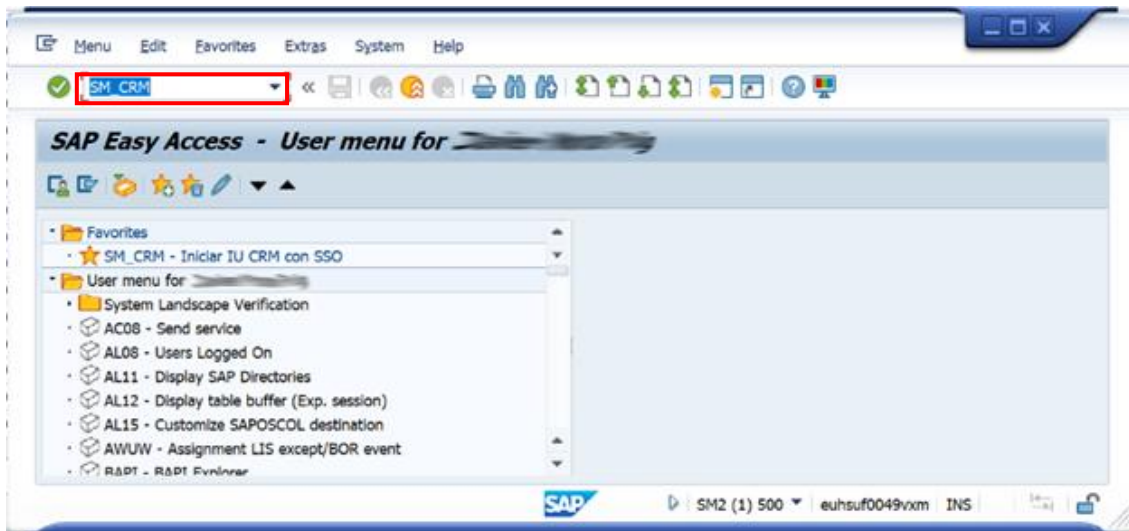 Menu Edit Favorites Extras System Help
SM_CRM
SAP Easy Access - User menu for
Favorites
SM_CRM - Iniciar IU CRM con SSO
User menu for
System Landscape Verification
AC08 - Send service
AL08 - Users Logged On
AL11 - Display SAP Directories
AL12 - Display table buffer (Exp. session)
AL15 - Customize SAPOSCOL destination
AWUW - Assignment LIS except/BOR event
BAPI - BAPI Explorer
SAP SM2 (1) 500 euhsuf0049vxm INS